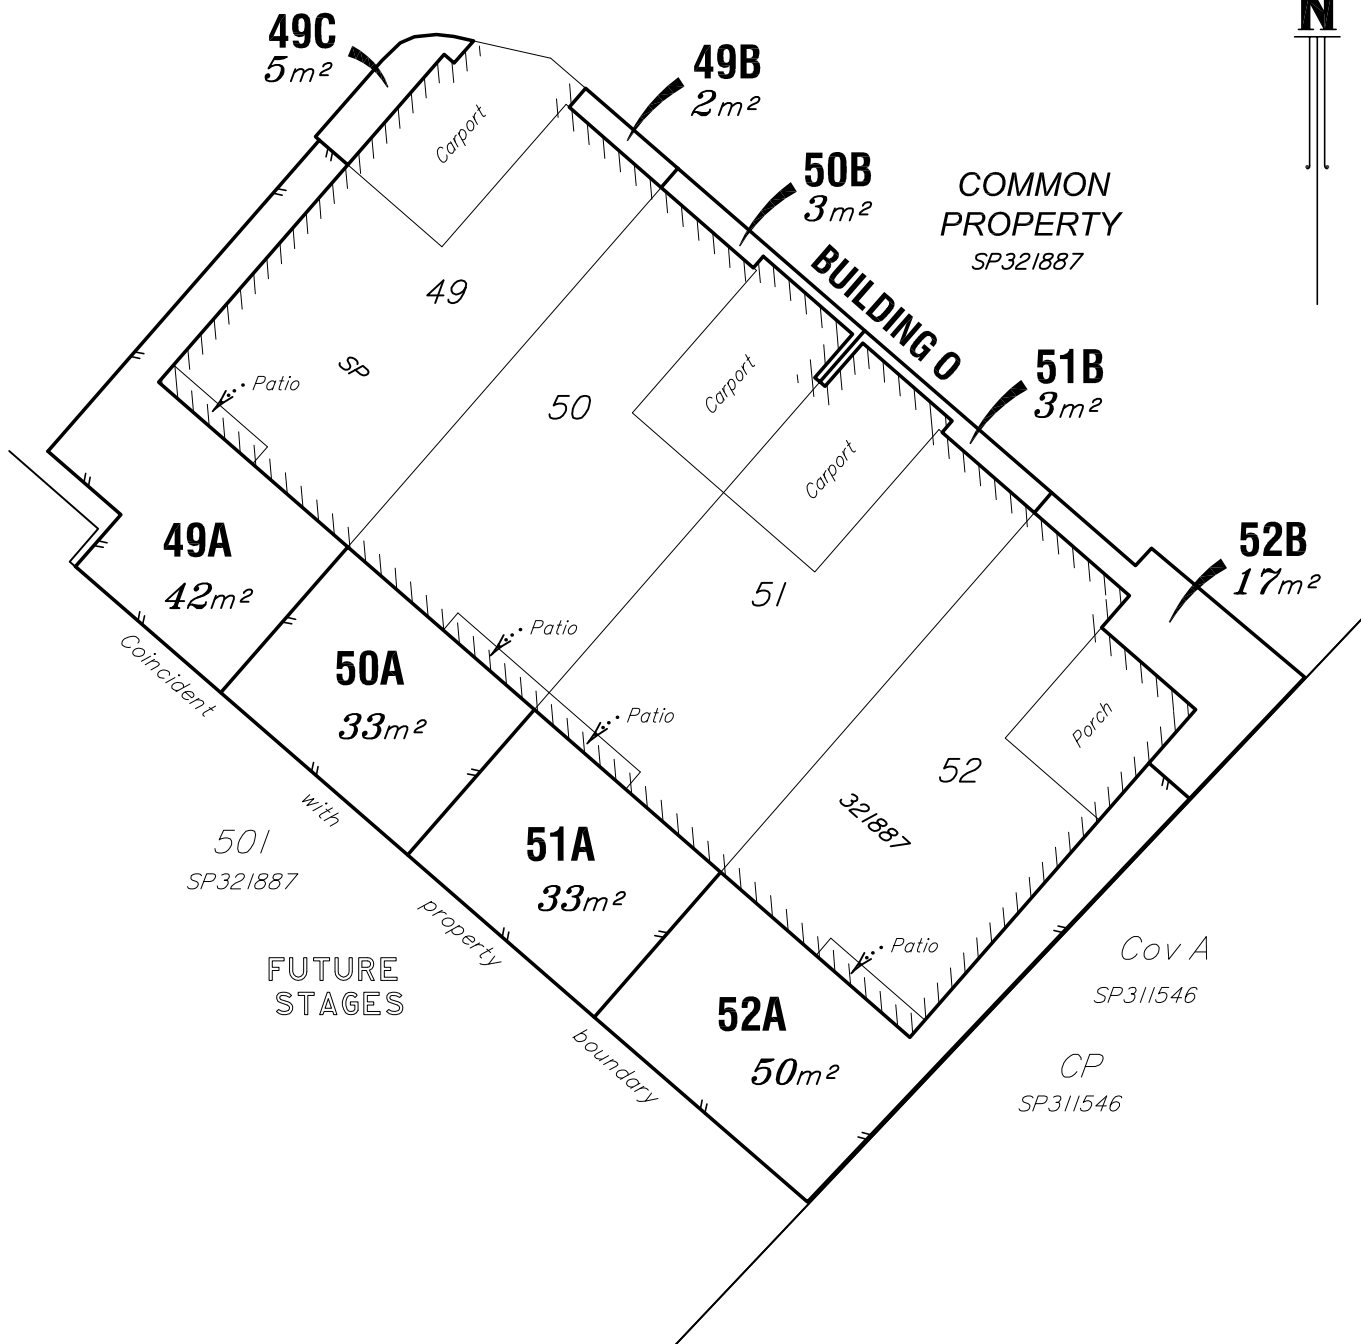 N
49C
5m²
49B
2m²
50B
3m²
COMMON
PROPERTY
SP321887
BUILDING O
Carport
49
SP
Patio
50
Carport
Carport
51B
3m²
49A
42m²
52B
17m²
51
Patio
50A
33m²
Patio
Porch
52
321887
Coincident
with
property
boundary
501
SP321887
51A
33m²
FUTURE
STAGES
Patio
52A
50m²
Cov A
SP311546
CP
SP311546